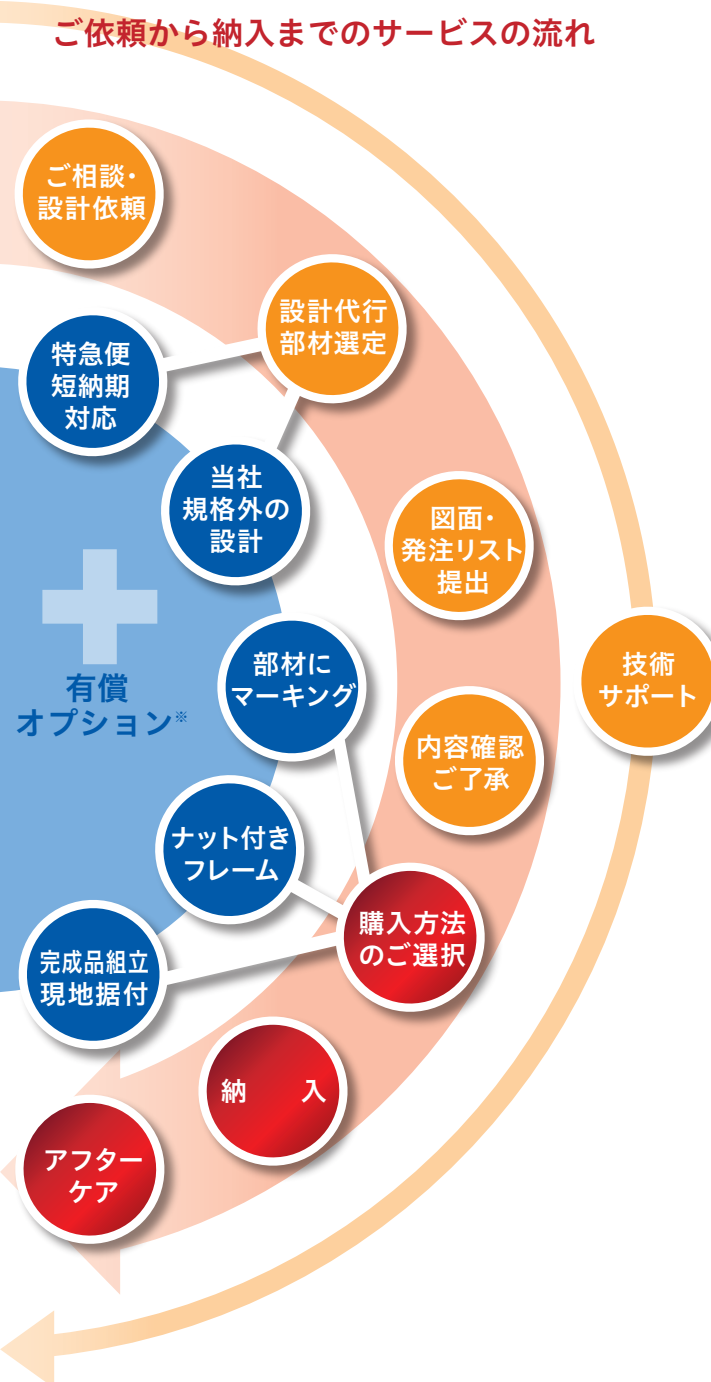 ご依頼から納入までのサービスの流れ
ご相談・
設計依頼
設計代行
部材選定
特急便
短納期
対応
当社
規格外の
設計
図面・
発注リスト
提出
部材に
マーキング
技術
サポート
有償
オプション※
内容確認
ご了承
ナット付き
フレーム
購入方法
のご選択
完成品組立
現地据付
納　　入
アフター
ケア